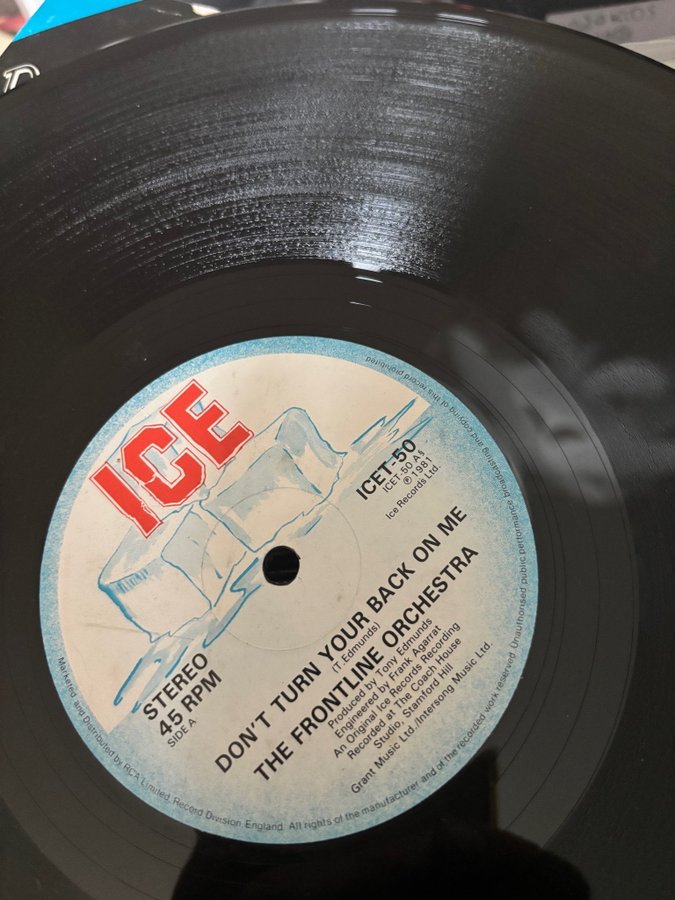 ICE
ICET-50
ICET-50 A§
℗1981
Ice Records Ltd.
STEREO
45 RPM
SIDE A
DON'T TURN YOUR BACK ON ME
(T. Edmunds)
THE FRONTLINE ORCHESTRA
Produced by Tony Edmunds
Engineered by Frank Agarrat
An Original Ice Records Recording
Recorded at The Coach House
Studio, Stamford Hill
Grant Music Ltd./Intersong Music Ltd.
Marketed and Distributed by RCA Limited, Record Division England. All rights of the manufacturer and of the recorded work reserved. Unauthorised public performance broadcasting and copying of this record prohibited